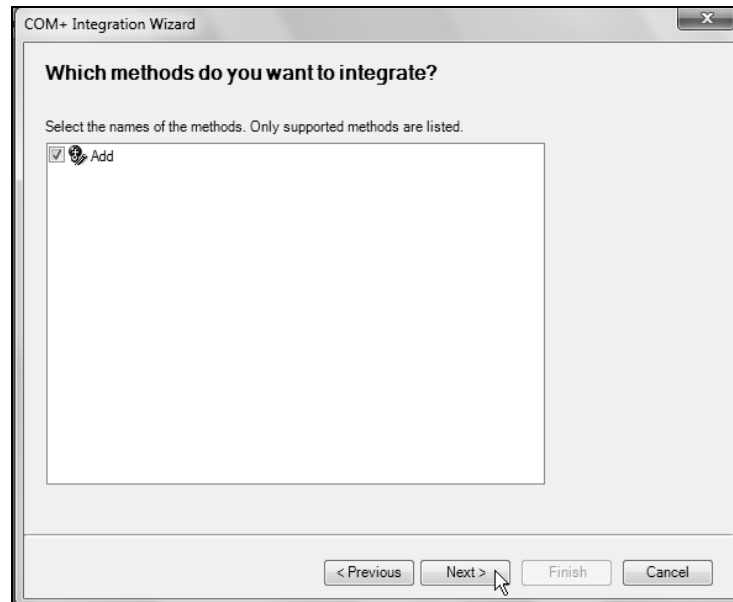 COM+ Integration Wizard
Which methods do you want to integrate?
Select the names of the methods. Only supported methods are listed.
Add
< Previous Next > Finish Cancel